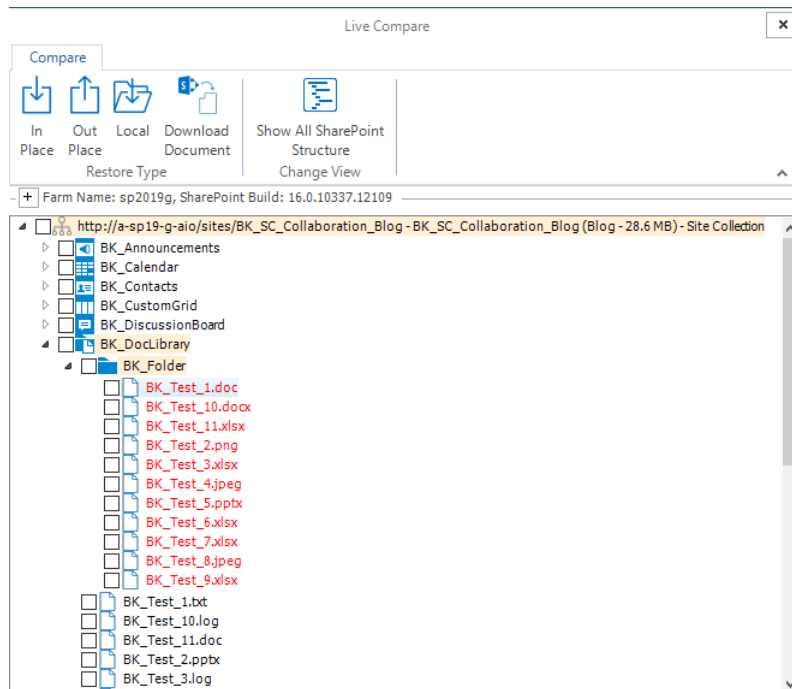 Live Compare
Compare
In Place
Out Place
Local
Download Document
Show All SharePoint Structure
Restore Type
Change View
Farm Name: sp2019g, SharePoint Build: 16.0.10337.12109
http://a-sp19-g-aio/sites/BK_SC_Collaboration_Blog - BK_SC_Collaboration_Blog (Blog - 28.6 MB) - Site Collection
BK_Announcements
BK_Calendar
BK_Contacts
BK_CustomGrid
BK_DiscussionBoard
BK_DocLibrary
BK_Folder
BK_Test_1.doc
BK_Test_10.docx
BK_Test_11.xlsx
BK_Test_2.png
BK_Test_3.xlsx
BK_Test_4.jpeg
BK_Test_5.pptx
BK_Test_6.xlsx
BK_Test_7.xlsx
BK_Test_8.jpeg
BK_Test_9.xlsx
BK_Test_1.txt
BK_Test_10.log
BK_Test_11.doc
BK_Test_2.pptx
BK_Test_3.log